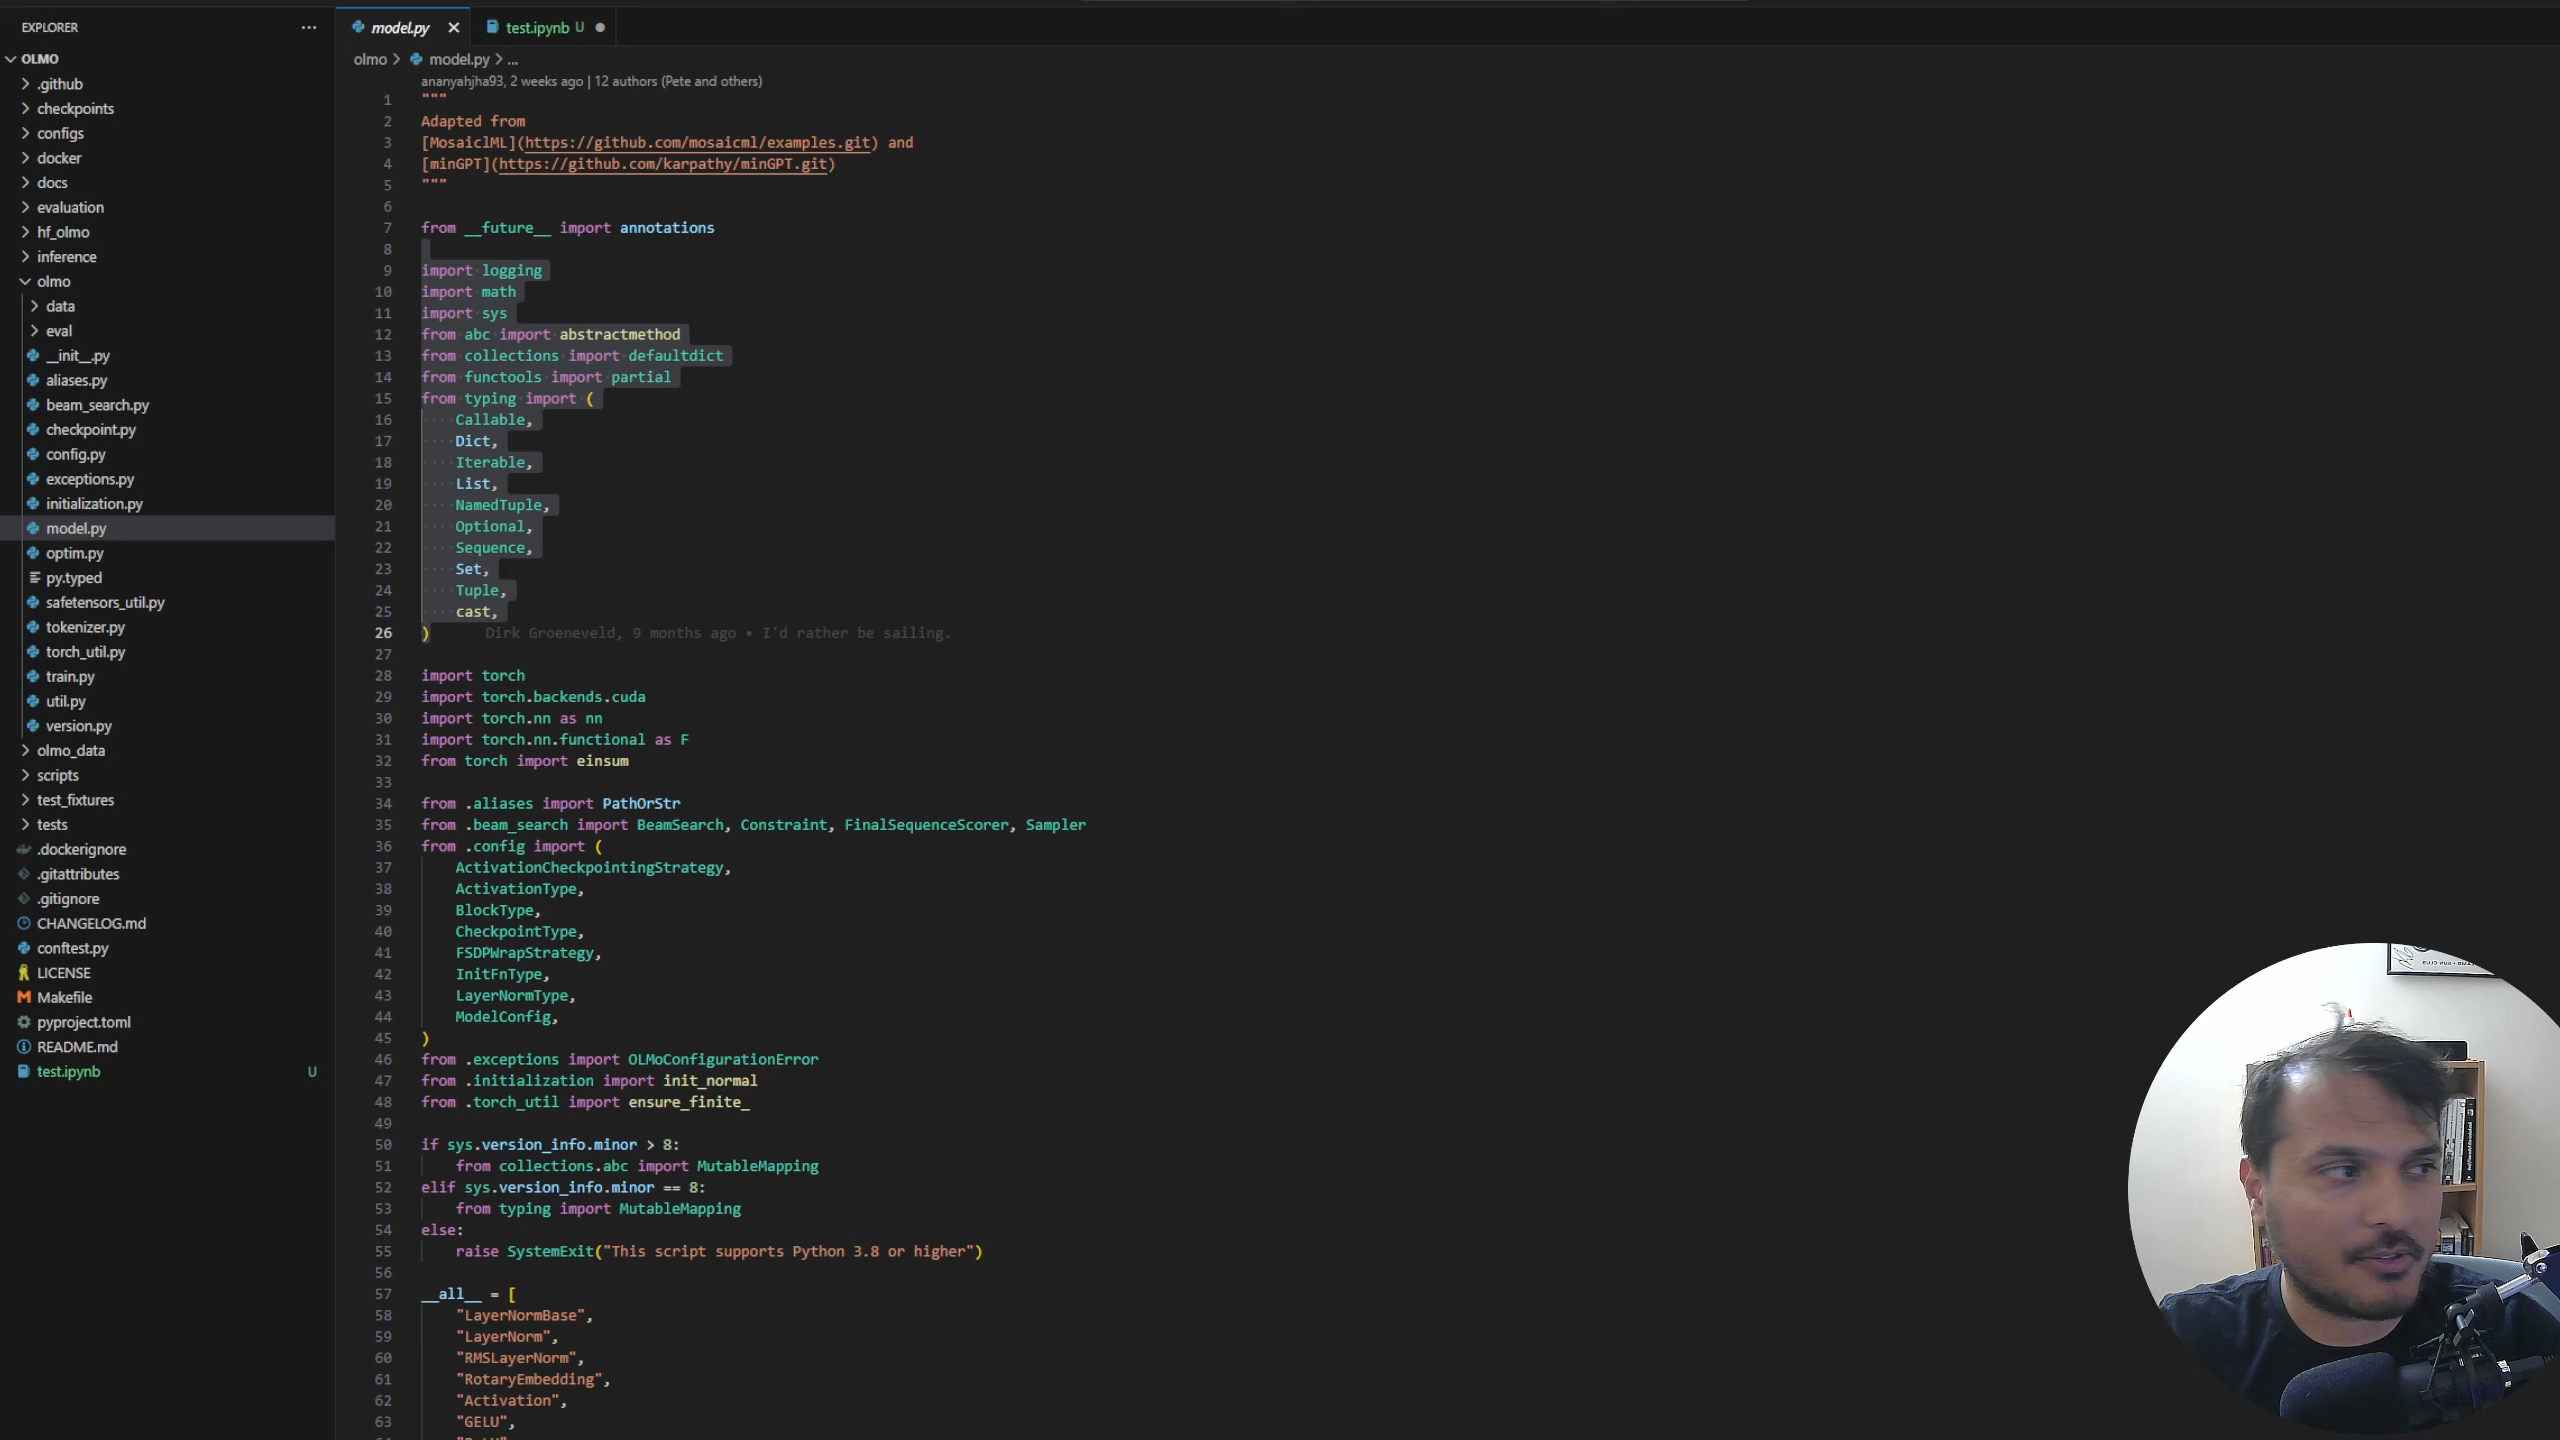 EXPLORER
OLMO
.github
checkpoints
configs
docker
docs
evaluation
hf_olmo
inference
olmo
data
eval
__init__.py
aliases.py
beam_search.py
checkpoint.py
config.py
exceptions.py
initialization.py
model.py
optim.py
py.typed
safetensors_util.py
tokenizer.py
torch_util.py
train.py
util.py
version.py
olmo_data
scripts
test_fixtures
tests
.dockerignore
.gitattributes
.gitignore
CHANGELOG.md
conftest.py
LICENSE
Makefile
pyproject.toml
README.md
test.ipynb U
model.py test.ipynb U
olmo > model.py > ...
ananyahjha93, 2 weeks ago | 12 authors (Pete and others)
1 """
2 Adapted from
3 [MosaiclML](https://github.com/mosaicml/examples.git) and
4 [minGPT](https://github.com/karpathy/minGPT.git)
5 """
6
7 from __future__ import annotations
8
9 import logging
10 import math
11 import sys
12 from abc import abstractmethod
13 from collections import defaultdict
14 from functools import partial
15 from typing import (
16 Callable,
17 Dict,
18 Iterable,
19 List,
20 NamedTuple,
21 Optional,
22 Sequence,
23 Set,
24 Tuple,
25 cast,
26 ) Dirk Groeneveld, 9 months ago • I'd rather be sailing.
27
28 import torch
29 import torch.backends.cuda
30 import torch.nn as nn
31 import torch.nn.functional as F
32 from torch import einsum
33
34 from .aliases import PathOrStr
35 from .beam_search import BeamSearch, Constraint, FinalSequenceScorer, Sampler
36 from .config import (
37 ActivationCheckpointingStrategy,
38 ActivationType,
39 BlockType,
40 CheckpointType,
41 FSDPWrapStrategy,
42 InitFnType,
43 LayerNormType,
44 ModelConfig,
45 )
46 from .exceptions import OLMoConfigurationError
47 from .initialization import init_normal
48 from .torch_util import ensure_finite_
49
50 if sys.version_info.minor > 8:
51 from collections.abc import MutableMapping
52 elif sys.version_info.minor == 8:
53 from typing import MutableMapping
54 else:
55 raise SystemExit("This script supports Python 3.8 or higher")
56
57 __all__ = [
58 "LayerNormBase",
59 "LayerNorm",
60 "RMSLayerNorm",
61 "RotaryEmbedding",
62 "Activation",
63 "GELU",